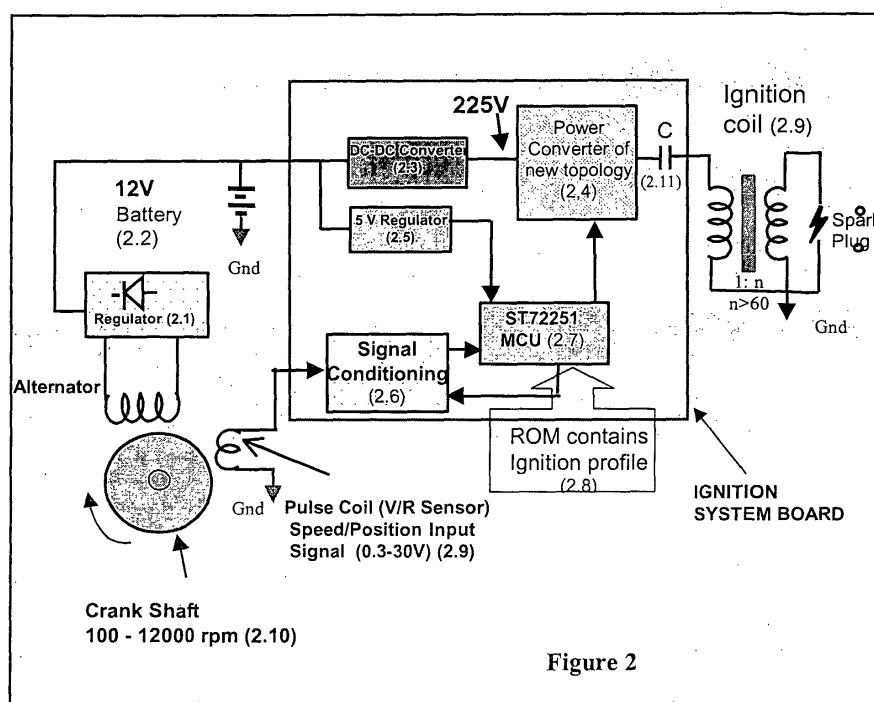 225V
Ignition
coil (2.9)
DC-DC Converter
(2.3)
Power
Converter of
new topology
(2,4)
C
(2.11)
12V
Battery
(2.2)
5 V Regulator
(2.5)
Gnd
Spark
Plug
1: n
n>60
Gnd
Regulator (2.1)
ST72251
MCU (2.7)
Signal
Conditioning
(2.6)
Alternator
ROM contains
Ignition profile
(2.8)
IGNITION
SYSTEM BOARD
Gnd
Pulse Coil (V/R Sensor)
Speed/Position Input
Signal (0.3-30V) (2.9)
Crank Shaft
100 - 12000 rpm (2.10)
Figure 2